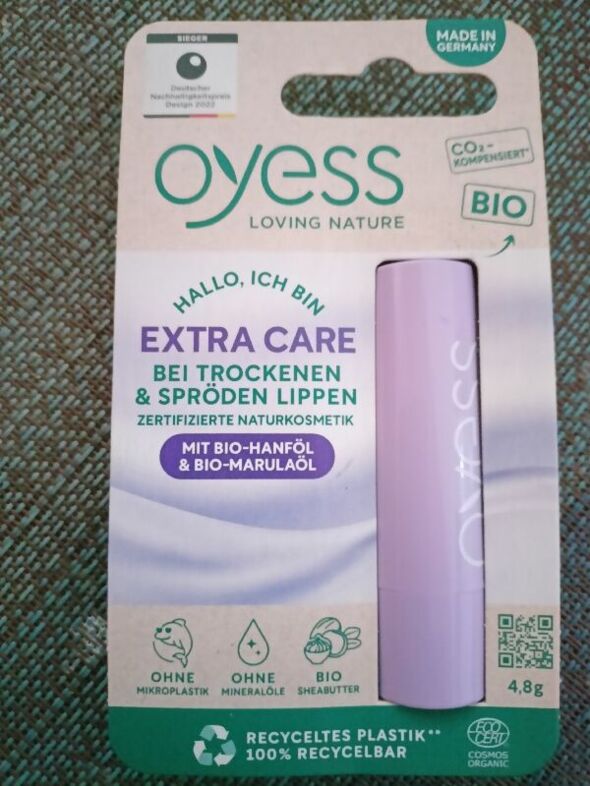 SIEGER
Deutscher
Nachhaltigkeitspreis
Design 2022
MADE IN
GERMANY
oyess
LOVING NATURE
CO₂-
KOMPENSIERT*
BIO
HALLO, ICH BIN
EXTRA CARE
BEI TROCKENEN
& SPRÖDEN LIPPEN
ZERTIFIZIERTE NATURKOSMETIK
MIT BIO-HANFÖL
& BIO-MARULAÖL
oyess
OHNE
MIKROPLASTIK
OHNE
MINERALÖLE
BIO
SHEABUTTER
4,8g
RECYCELTES PLASTIK**
100% RECYCELBAR
ECO
CERT
COSMOS
ORGANIC